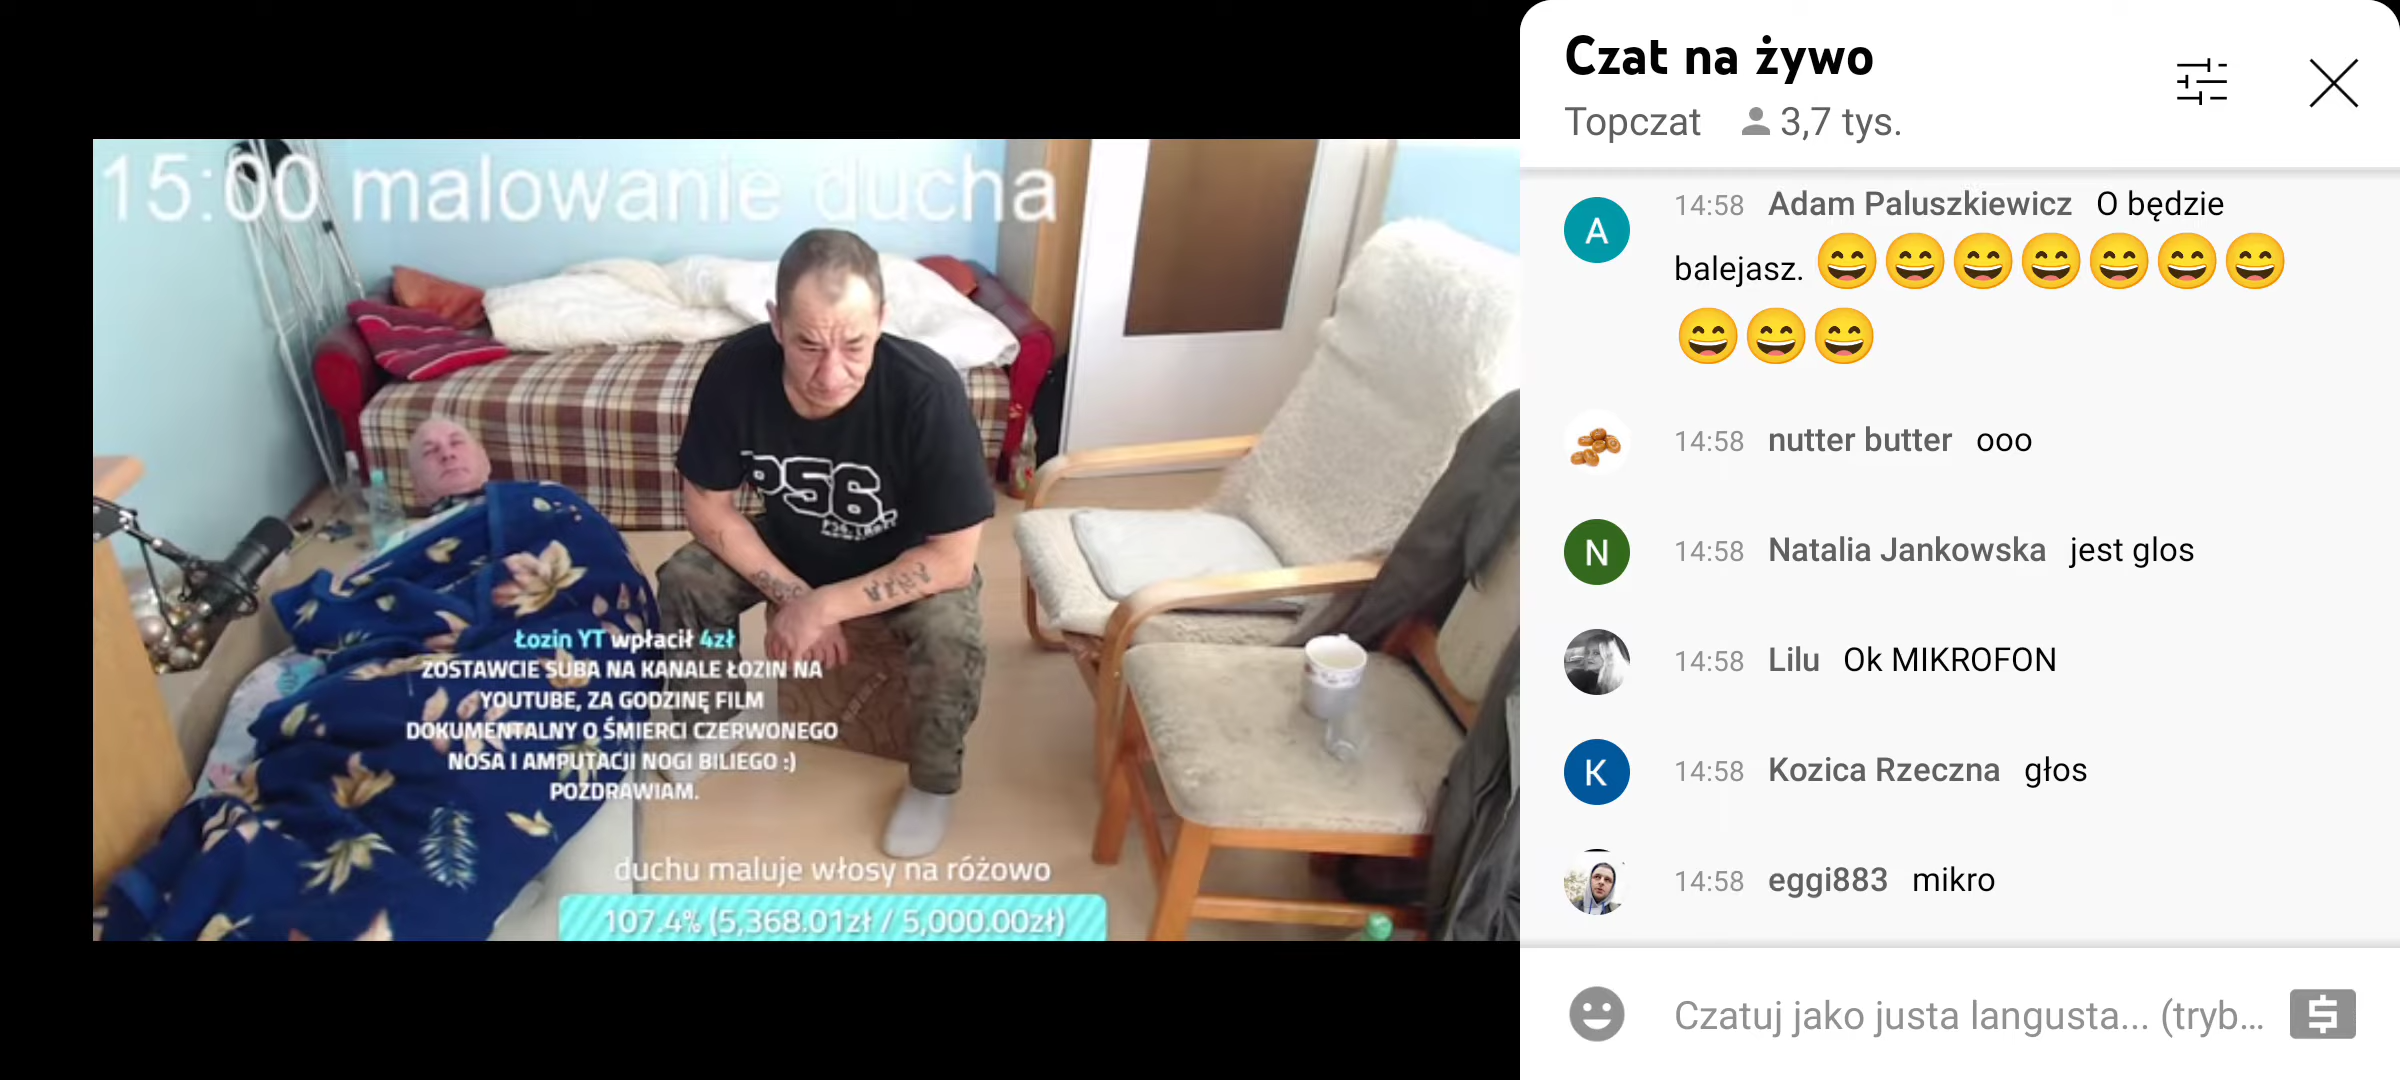 15:00 malowanie ducha
P56
Łozin YT wpłacił 4zł
ZOSTAWCIE SUBA NA KANALE ŁOZIN NA
YOUTUBE, ZA GODZINĘ FILM
DOKUMENTALNY O ŚMIERCI CZERWONEGO
NOSA I AMPUTACJI NOGI BILIEGO :)
POZDRAWIAM.
duchu maluje włosy na różowo
107.4% (5,368.01zł / 5,000.00zł)
Czat na żywo
Topczat 3,7 tys.
A
14:58 Adam Paluszkiewicz O będzie
balejasz. 😄😄😄😄😄😄😄
😄😄😄
14:58 nutter butter ooo
N
14:58 Natalia Jankowska jest glos
14:58 Lilu Ok MIKROFON
K
14:58 Kozica Rzeczna głos
14:58 eggi883 mikro
Czatuj jako justa langusta... (tryb...